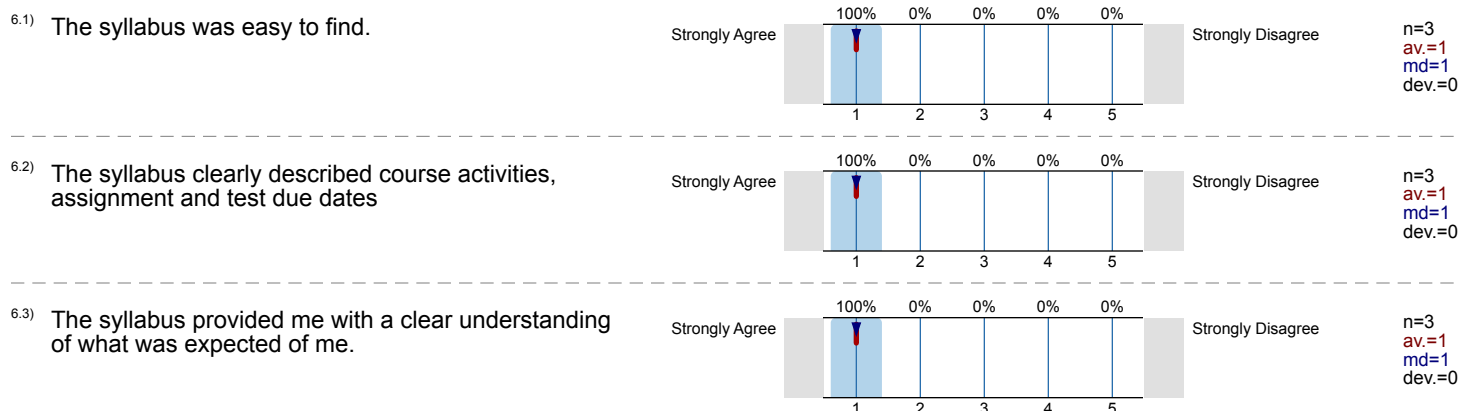 6.1) The syllabus was easy to find.
100% 0% 0% 0% 0%
Strongly Agree Strongly Disagree
n=3
av.=1
md=1
dev.=0
1 2 3 4 5
6.2) The syllabus clearly described course activities,
assignment and test due dates
100% 0% 0% 0% 0%
Strongly Agree Strongly Disagree
n=3
av.=1
md=1
dev.=0
1 2 3 4 5
6.3) The syllabus provided me with a clear understanding
of what was expected of me.
100% 0% 0% 0% 0%
Strongly Agree Strongly Disagree
n=3
av.=1
md=1
dev.=0
1 2 3 4 5